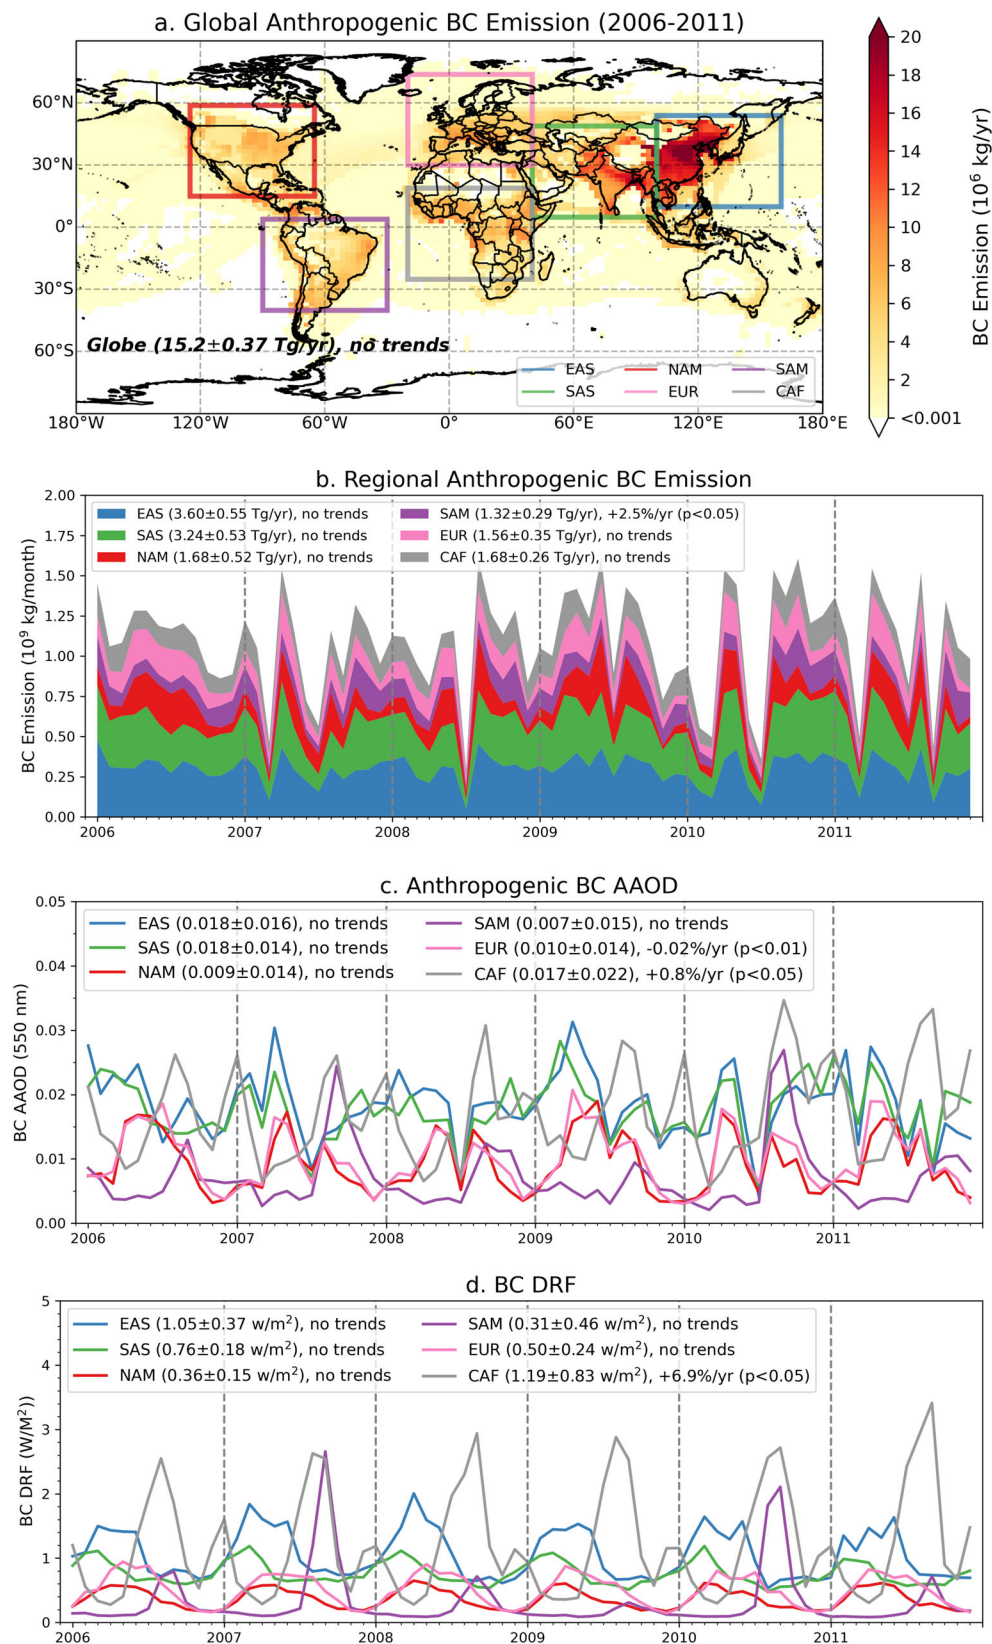 a. Global Anthropogenic BC Emission (2006-2011)
60°N
30°N
0°
30°S
60°S
Globe (15.2±0.37 Tg/yr), no trends
EAS NAM SAM
SAS EUR CAF
180°W 120°W 60°W 0° 60°E 120°E 180°E
20
18
16
14
12
10
8
6
4
2
<0.001
BC Emission (10⁶ kg/yr)
b. Regional Anthropogenic BC Emission
EAS (3.60±0.55 Tg/yr), no trends SAM (1.32±0.29 Tg/yr), +2.5%/yr (p<0.05)
SAS (3.24±0.53 Tg/yr), no trends EUR (1.56±0.35 Tg/yr), no trends
NAM (1.68±0.52 Tg/yr), no trends CAF (1.68±0.26 Tg/yr), no trends
BC Emission (10⁹ kg/month)
2.00
1.75
1.50
1.25
1.00
0.75
0.50
0.25
0.00
2006 2007 2008 2009 2010 2011
c. Anthropogenic BC AAOD
EAS (0.018±0.016), no trends SAM (0.007±0.015), no trends
SAS (0.018±0.014), no trends EUR (0.010±0.014), -0.02%/yr (p<0.01)
NAM (0.009±0.014), no trends CAF (0.017±0.022), +0.8%/yr (p<0.05)
BC AAOD (550 nm)
0.05
0.04
0.03
0.02
0.01
0.00
2006 2007 2008 2009 2010 2011
d. BC DRF
EAS (1.05±0.37 w/m²), no trends SAM (0.31±0.46 w/m²), no trends
SAS (0.76±0.18 w/m²), no trends EUR (0.50±0.24 w/m²), no trends
NAM (0.36±0.15 w/m²), no trends CAF (1.19±0.83 w/m²), +6.9%/yr (p<0.05)
BC DRF (W/M²))
5
4
3
2
1
0
2006 2007 2008 2009 2010 2011